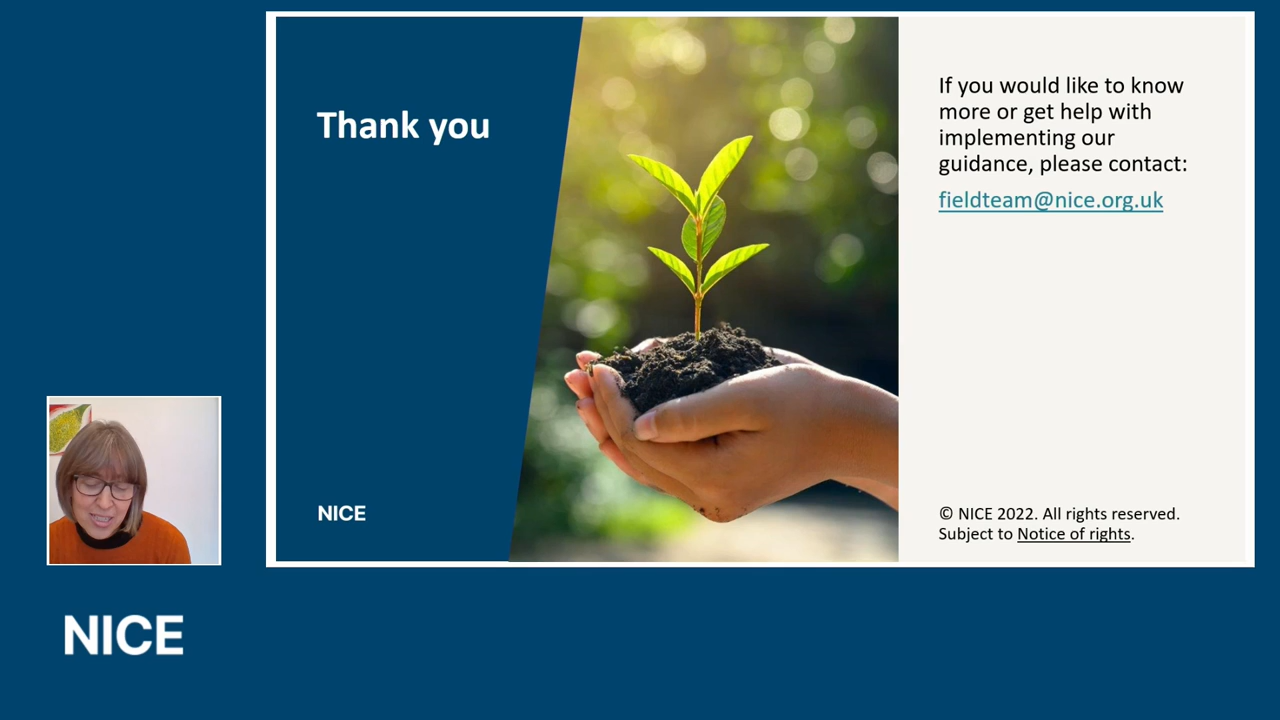 Thank you
NICE
If you would like to know
more or get help with
implementing our
guidance, please contact:
fieldteam@nice.org.uk
© NICE 2022. All rights reserved.
Subject to Notice of rights.
NICE